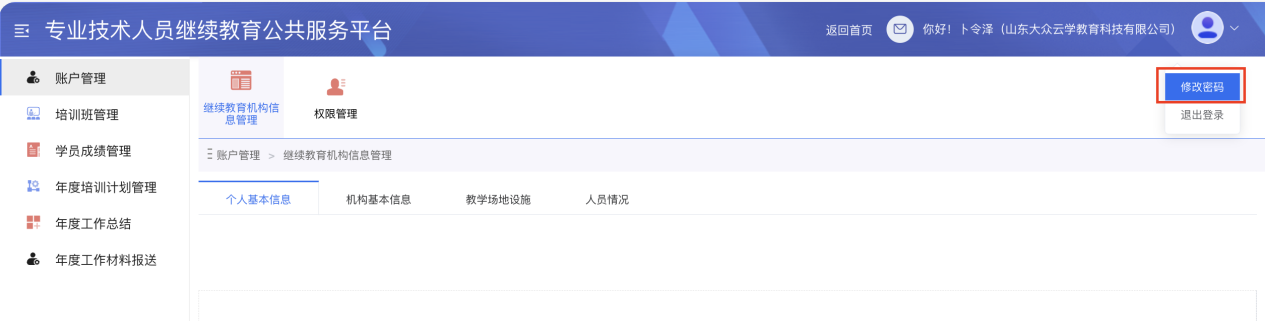 专业技术人员继续教育公共服务平台
返回首页
你好！卜令泽（山东大众云学教育科技有限公司）
账户管理
培训班管理
学员成绩管理
年度培训计划管理
年度工作总结
年度工作材料报送
继续教育机构信
息管理
权限管理
修改密码
退出登录
账户管理 > 继续教育机构信息管理
个人基本信息
机构基本信息
教学场地设施
人员情况